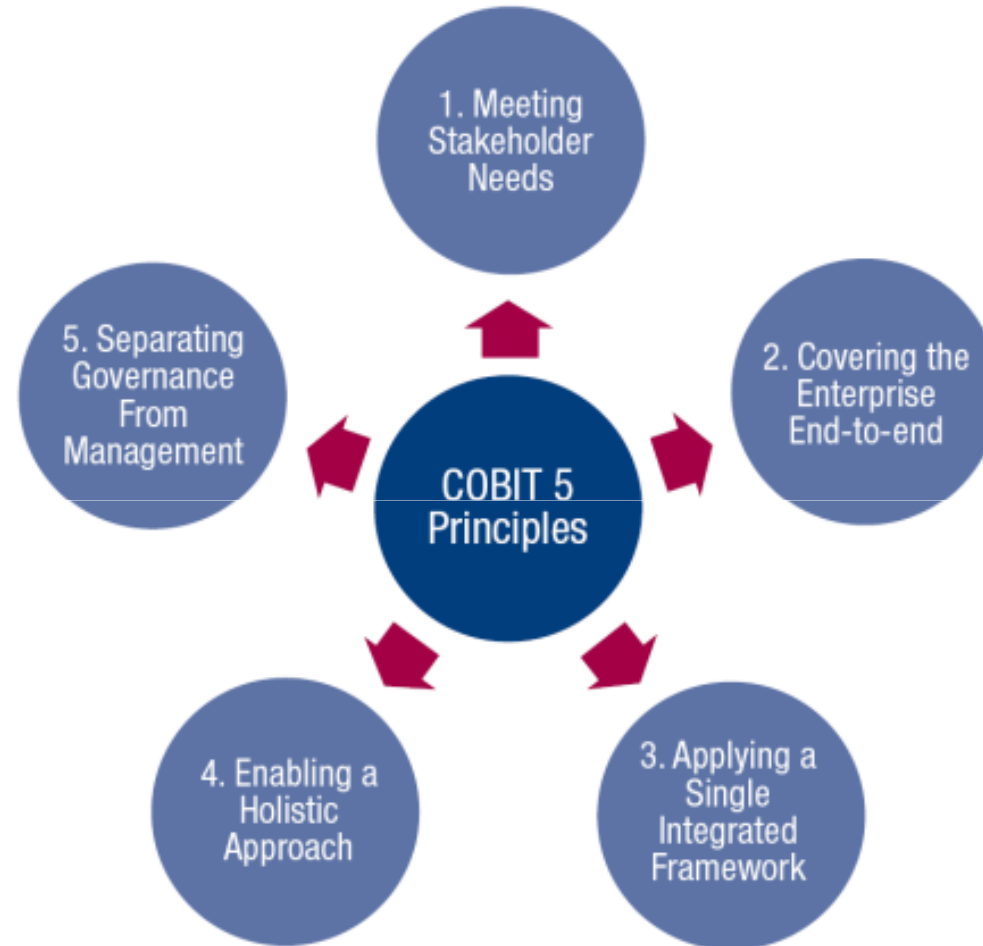 1. Meeting
Stakeholder
Needs
2. Covering the
Enterprise
End-to-end
3. Applying a
Single
Integrated
Framework
4. Enabling a
Holistic
Approach
5. Separating
Governance
From
Management
COBIT 5
Principles